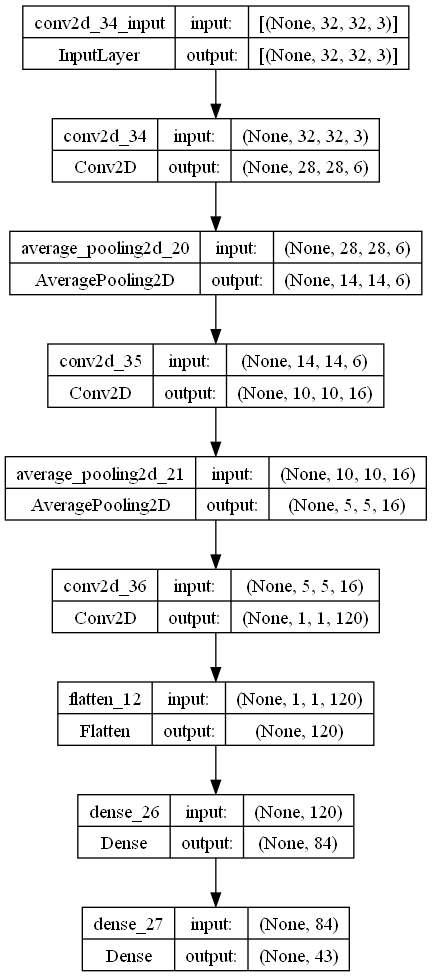 conv2d_34_input input: [(None, 32, 32, 3)]
InputLayer output: [(None, 32, 32, 3)]
conv2d_34 input: (None, 32, 32, 3)
Conv2D output: (None, 28, 28, 6)
average_pooling2d_20 input: (None, 28, 28, 6)
AveragePooling2D output: (None, 14, 14, 6)
conv2d_35 input: (None, 14, 14, 6)
Conv2D output: (None, 10, 10, 16)
average_pooling2d_21 input: (None, 10, 10, 16)
AveragePooling2D output: (None, 5, 5, 16)
conv2d_36 input: (None, 5, 5, 16)
Conv2D output: (None, 1, 1, 120)
flatten_12 input: (None, 1, 1, 120)
Flatten output: (None, 120)
dense_26 input: (None, 120)
Dense output: (None, 84)
dense_27 input: (None, 84)
Dense output: (None, 43)